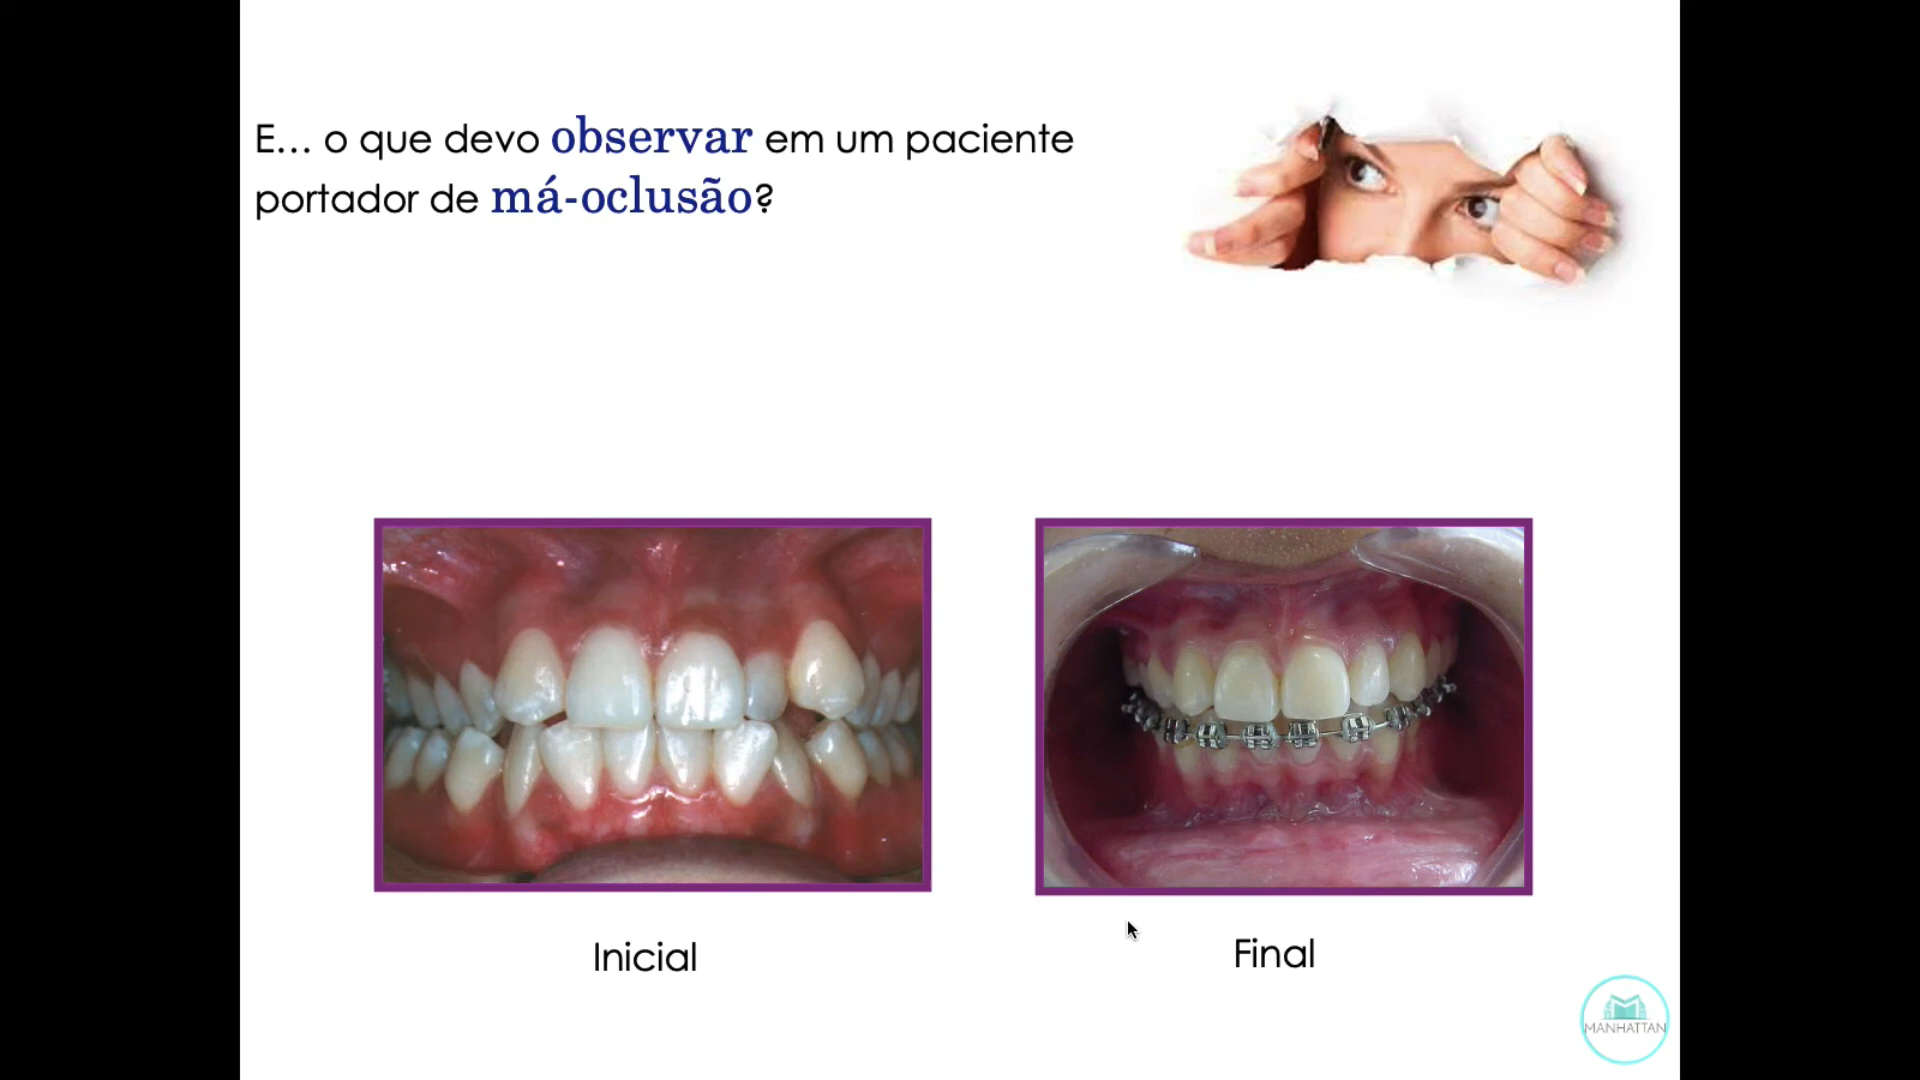 E... o que devo observar em um paciente
portador de má-oclusão?
Inicial
Final
MANHATTAN